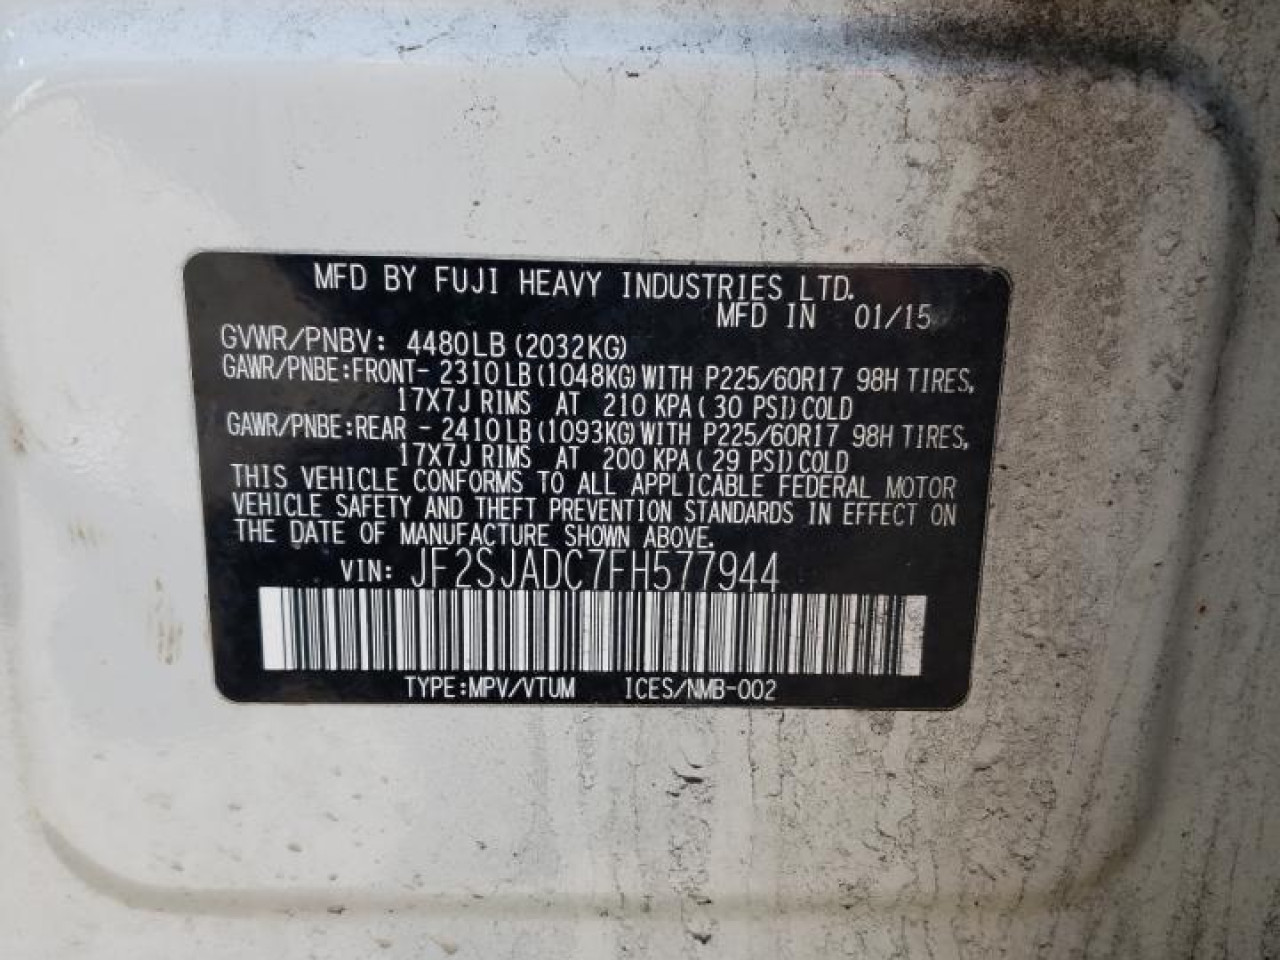 MFD BY FUJI HEAVY INDUSTRIES LTD.
MFD IN 01/15
GVWR/PNBV: 4480LB (2032KG)
GAWR/PNBE:FRONT- 2310LB (1048KG) WITH P225/60R17 98H TIRES,
17X7J RIMS AT 210 KPA ( 30 PSI) COLD
GAWR/PNBE:REAR - 2410LB (1093KG) WITH P225/60R17 98H TIRES,
17X7J RIMS AT 200 KPA ( 29 PSI) COLD
THIS VEHICLE CONFORMS TO ALL APPLICABLE FEDERAL MOTOR
VEHICLE SAFETY AND THEFT PREVENTION STANDARDS IN EFFECT ON
THE DATE OF MANUFACTURE SHOWN ABOVE.
VIN: JF2SJADC7FH577944
TYPE:MPV/VTUM ICES/NMB-002